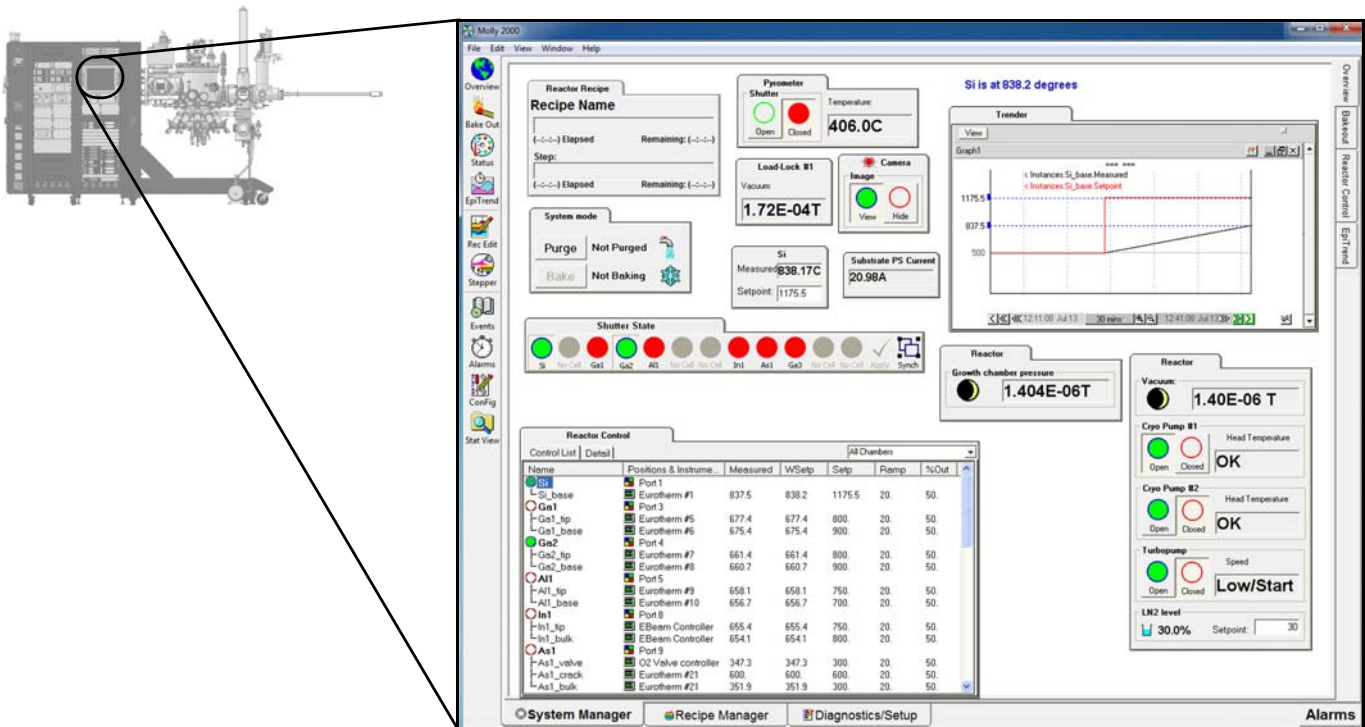 Molly 2000
File Edit View Window Help
Overview
Bake Out
Status
EpiTrend
Rec Edit
Stepper
Events
Alarms
ConFig
Stat View
Reactor Recipe
Recipe Name
(--:--:--) Elapsed Remaining: (--:--:--)
Step:
(--:--:--) Elapsed Remaining: (--:--:--)
System mode
Purge Not Purged
Bake Not Baking
Pyrometer
Shutter
Temperature:
Open Closed
406.0C
Load-Lock #1
Vacuum:
1.72E-04T
Camera
Image
View Hide
Si
Measured: 838.17C
Setpoint: 1175.5
Substrate PS Current
20.98A
Si is at 838.2 degrees
Trender
View
Graph1
*** ***
< Instances.Si_base.Measured
< Instances.Si_base.Setpoint
1175.5
837.5
500
12:11:08 Jul 13 30 mins 12:41:08 Jul 13
Shutter State
Si No Cell Ga1 Ga2 Al1 No Cell No Cell In1 As1 Ga3 No Cell No Cell Apply Synch
Reactor
Growth chamber pressure
1.404E-06T
Reactor
Vacuum:
1.40E-06 T
Cryo Pump #1
Head Temperature
Open Closed
OK
Cryo Pump #2
Head Temperature
Open Closed
OK
Turbopump
Speed
Open Closed
Low/Start
LN2 level
30.0% Setpoint: 30
Reactor Control
Control List Detail All Chambers
Name Positions & Instrume... Measured WSetp Setp Ramp %Out
Si Port 1
Si_base Eurotherm #1 837.5 838.2 1175.5 20. 50.
Ga1 Port 3
Ga1_tip Eurotherm #5 677.4 677.4 800. 20. 50.
Ga1_base Eurotherm #6 675.4 675.4 900. 20. 50.
Ga2 Port 4
Ga2_tip Eurotherm #7 661.4 661.4 800. 20. 50.
Ga2_base Eurotherm #8 660.7 660.7 900. 20. 50.
Al1 Port 5
Al1_tip Eurotherm #9 658.1 658.1 750. 20. 50.
Al1_base Eurotherm #10 656.7 656.7 700. 20. 50.
In1 Port 8
In1_tip EBeam Controller 655.4 655.4 750. 20. 50.
In1_bulk EBeam Controller 654.1 654.1 800. 20. 50.
As1 Port 9
As1_valve O2 Valve controller 347.3 347.3 300. 20. 50.
As1_crack Eurotherm #21 600. 600. 600. 20. 50.
As1_bulk Eurotherm #21 351.9 351.9 300. 20. 50.
Overview
Bakeout
Reactor Control
EpiTrend
System Manager Recipe Manager Diagnostics/Setup Alarms